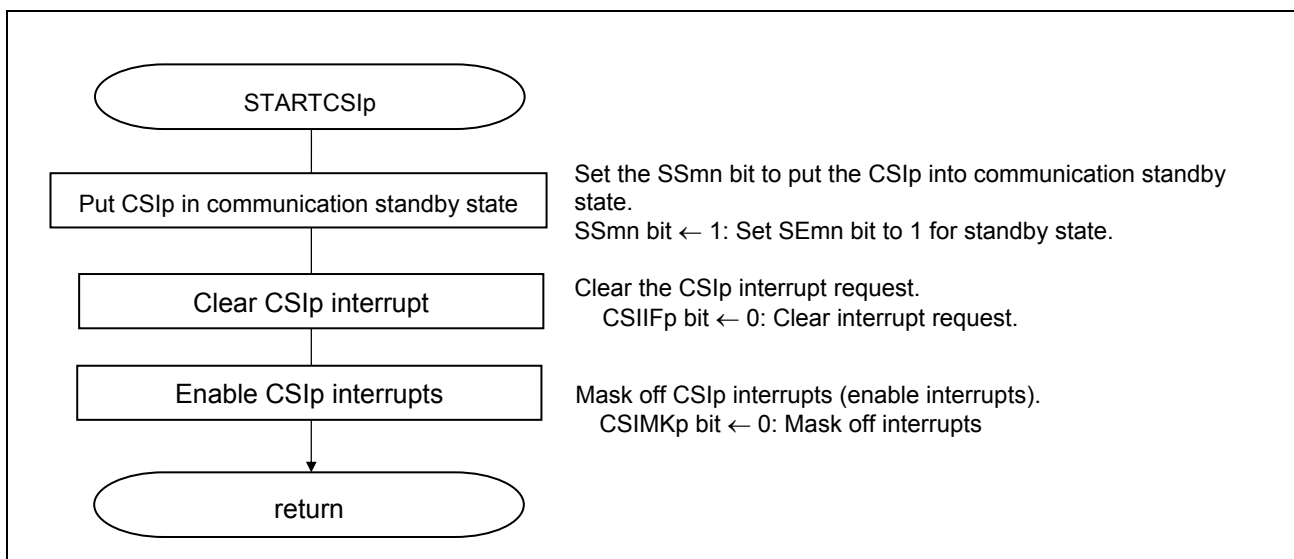 STARTCSIp
Put CSIp in communication standby state
Set the SSmn bit to put the CSIp into communication standby
state.
SSmn bit ← 1: Set SEmn bit to 1 for standby state.
Clear CSIp interrupt
Clear the CSIp interrupt request.
CSIIFp bit ← 0: Clear interrupt request.
Enable CSIp interrupts
Mask off CSIp interrupts (enable interrupts).
CSIMKp bit ← 0: Mask off interrupts
return